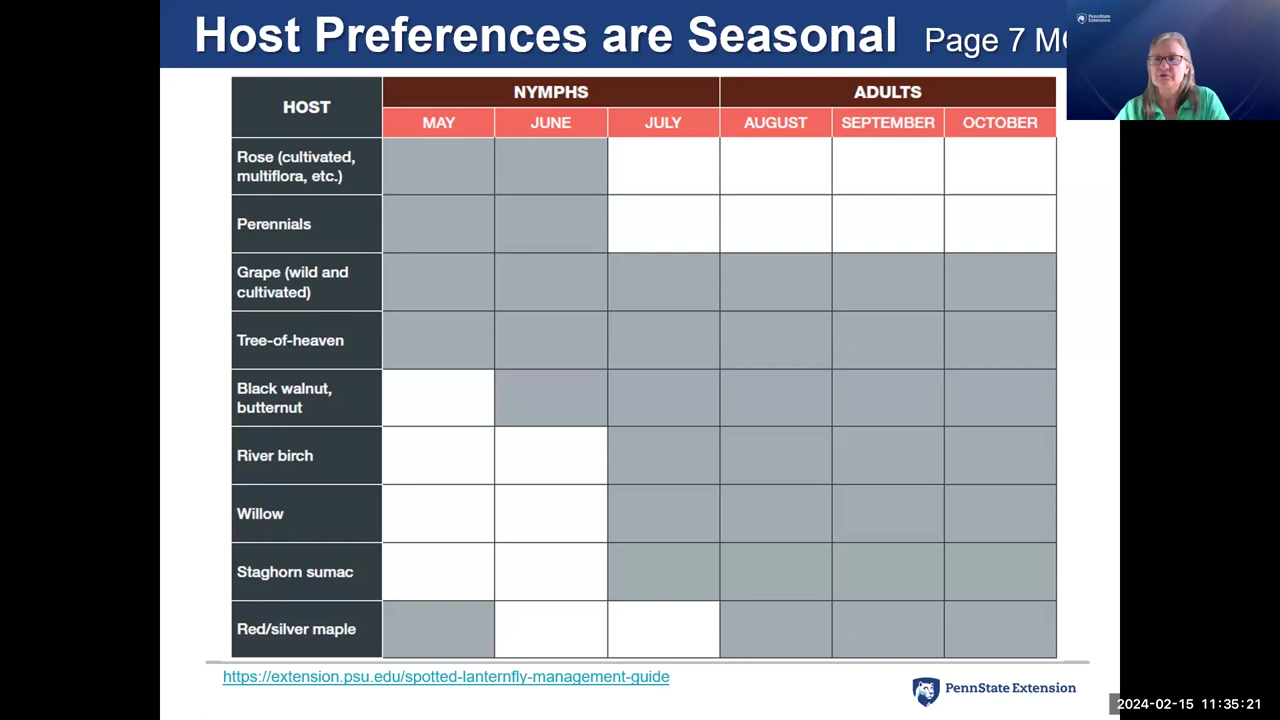 Host Preferences are Seasonal Page 7
PennState
Extension
HOST
NYMPHS
ADULTS
MAY
JUNE
JULY
AUGUST
SEPTEMBER
OCTOBER
Rose (cultivated,
multiflora, etc.)
Perennials
Grape (wild and
cultivated)
Tree-of-heaven
Black walnut,
butternut
River birch
Willow
Staghorn sumac
Red/silver maple
https://extension.psu.edu/spotted-lanternfly-management-guide
PennState Extension
2024-02-15 11:35:21